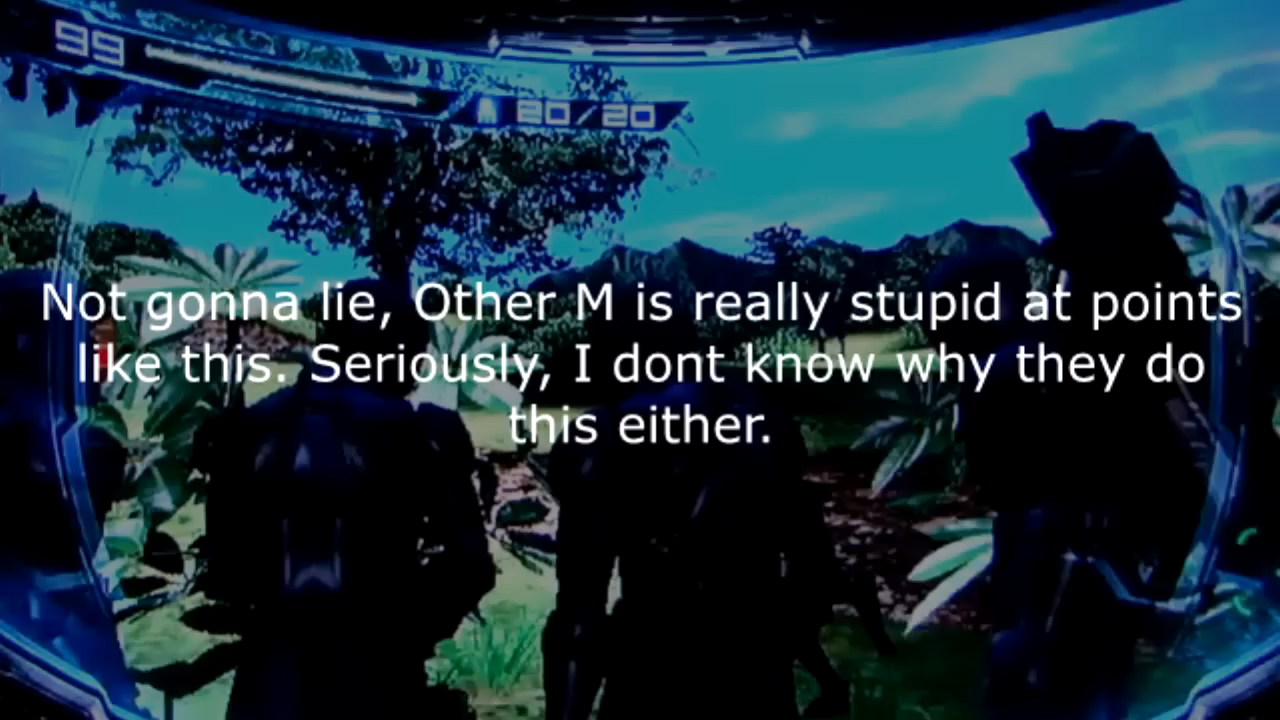 99
20/20
Not gonna lie, Other M is really stupid at points
like this. Seriously, I dont know why they do
this either.